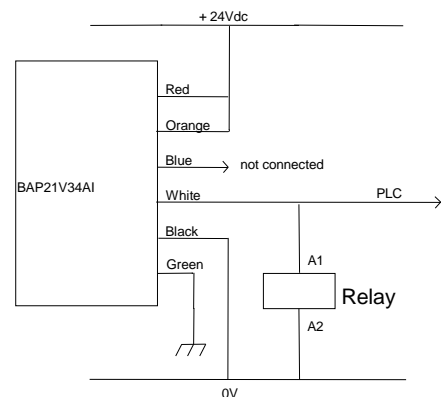 + 24Vdc
Red
Orange
Blue
not connected
BAP21V34AI
White
PLC
Black
Green
A1
Relay
A2
0V